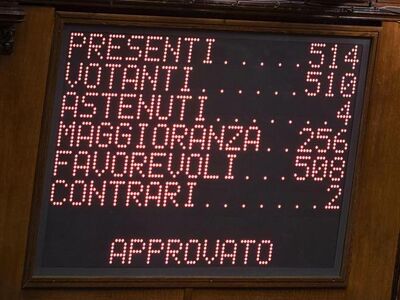 PRESENTI......514
VOTANTI.......510
ASTENUTI........4
MAGGIORANZA..256
FAVOREVOLI...508
CONTRARI........2
APPROVATO